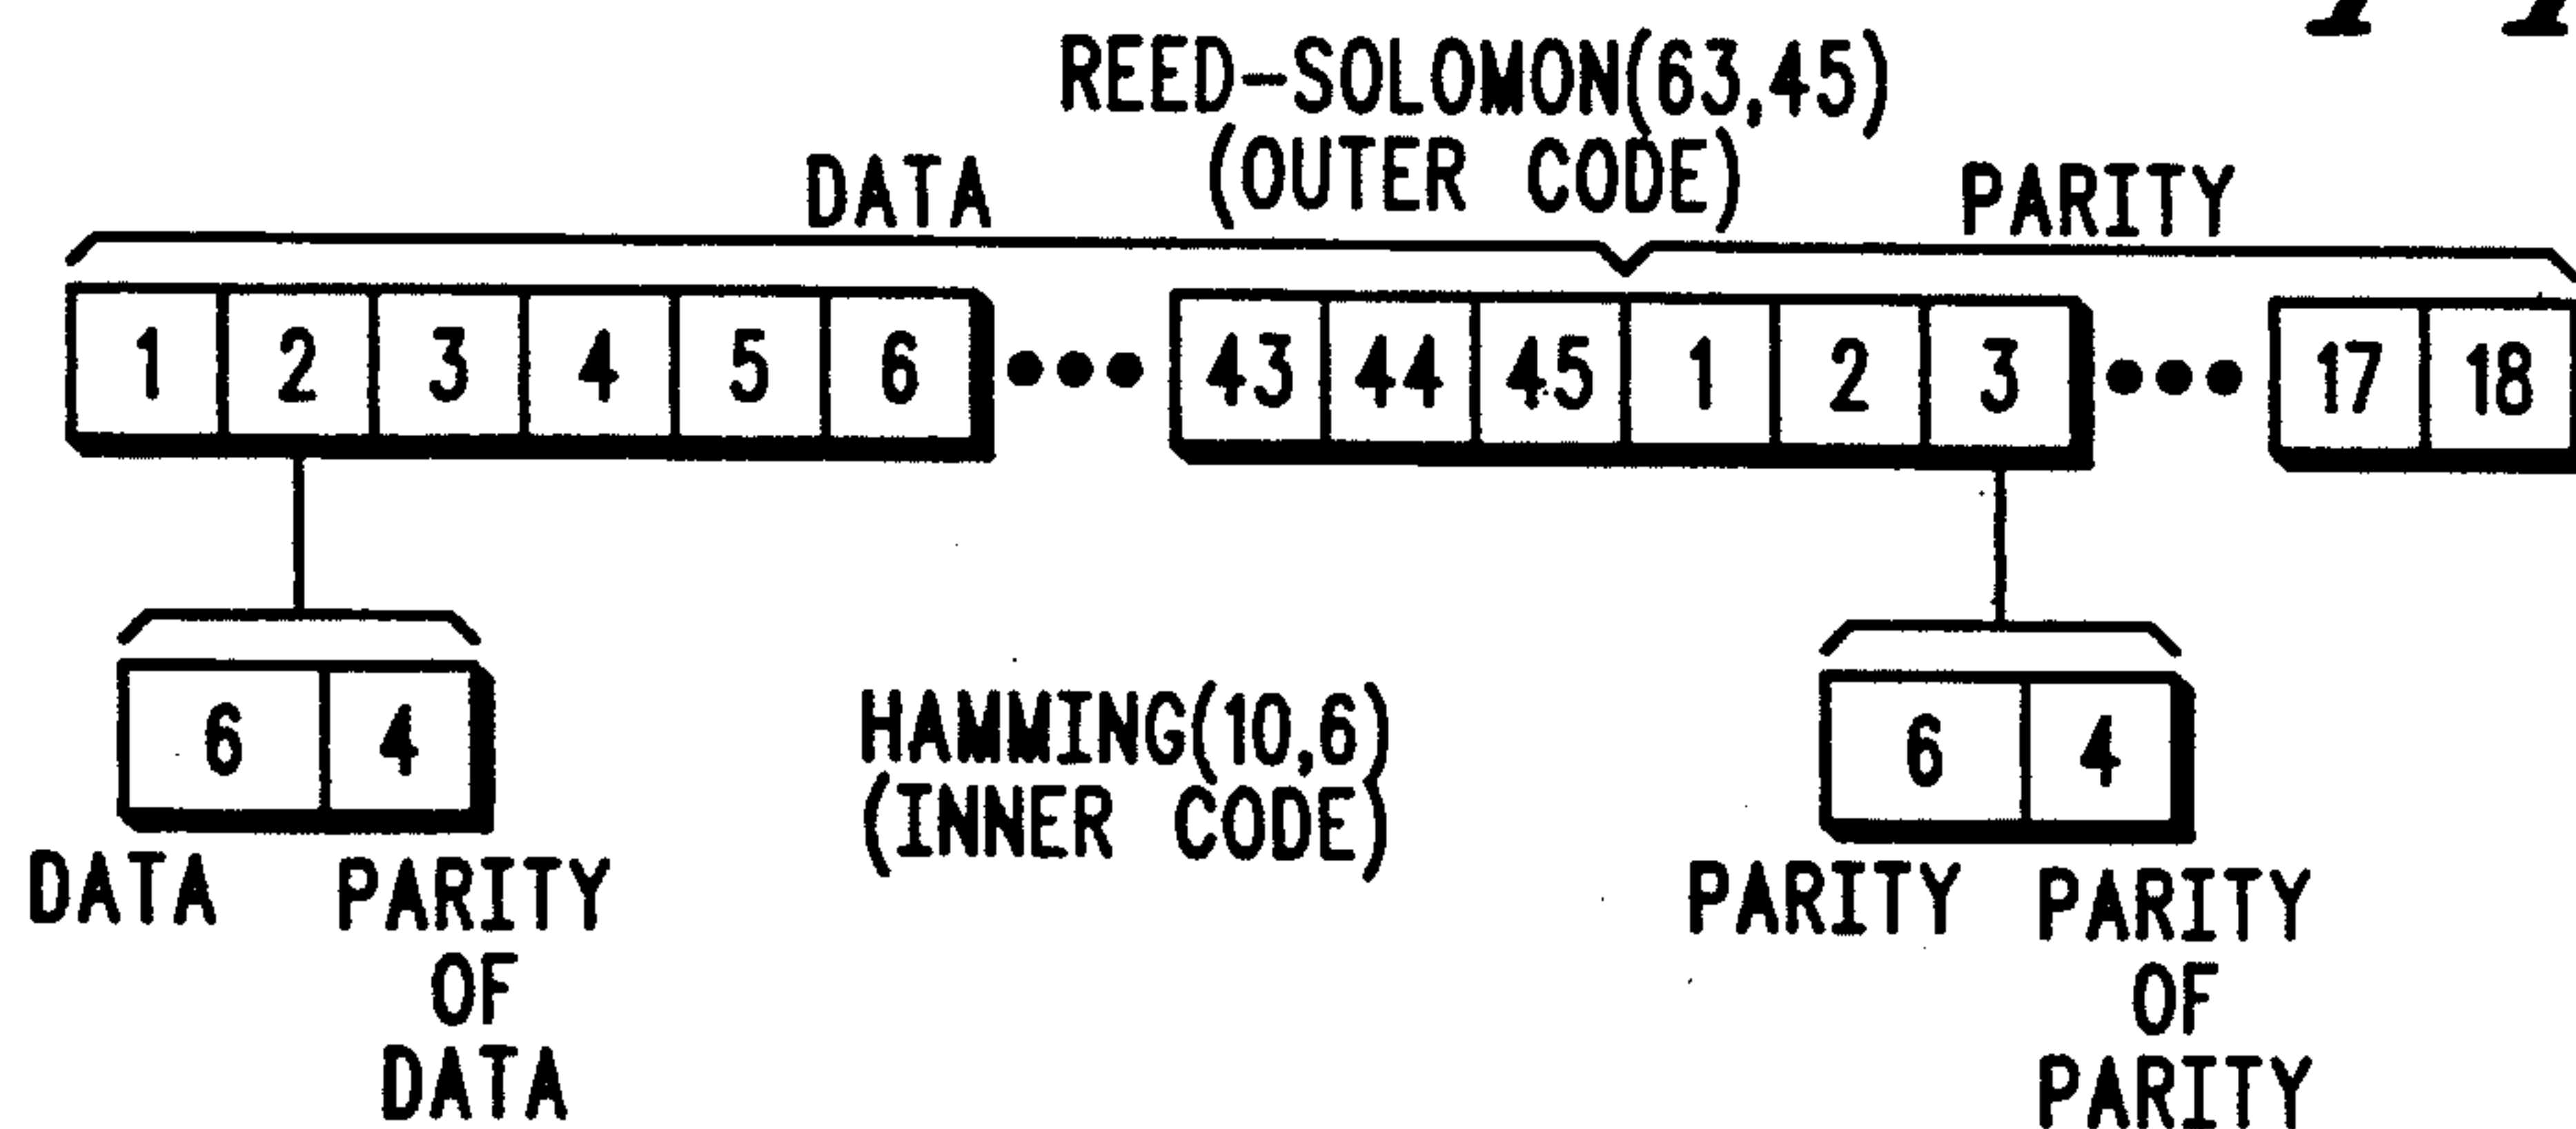 REED-SOLOMON(63,45)
(OUTER CODE)
DATA
PARITY
1 2 3 4 5 6 ●●● 43 44 45 1 2 3 ●●● 17 18
6 4
HAMMING(10,6)
(INNER CODE)
6 4
DATA
PARITY
OF
DATA
PARITY
PARITY
OF
PARITY